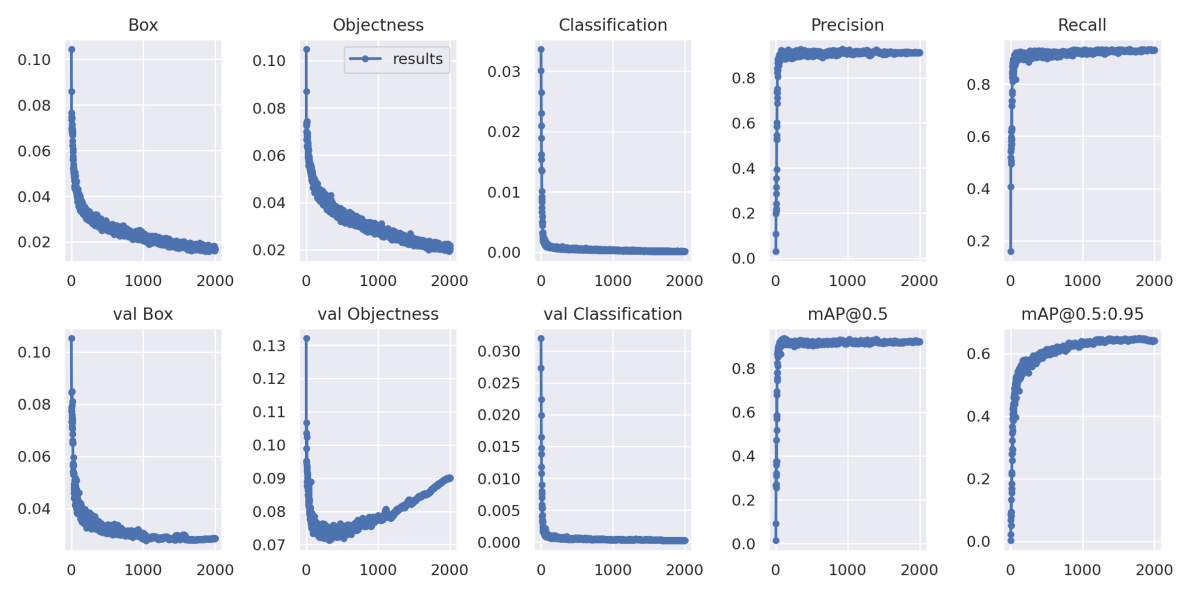 Box
Objectness
Classification
Precision
Recall
0.10
0.08
0.06
0.04
0.02
0.10
0.08
0.06
0.04
0.02
results
0.03
0.02
0.01
0.00
0.8
0.6
0.4
0.2
0.0
0.8
0.6
0.4
0.2
0 1000 2000
0 1000 2000
0 1000 2000
0 1000 2000
0 1000 2000
val Box
val Objectness
val Classification
mAP@0.5
mAP@0.5:0.95
0.10
0.08
0.06
0.04
0.13
0.12
0.11
0.10
0.09
0.08
0.07
0.030
0.025
0.020
0.015
0.010
0.005
0.000
0.8
0.6
0.4
0.2
0.0
0.6
0.4
0.2
0.0
0 1000 2000
0 1000 2000
0 1000 2000
0 1000 2000
0 1000 2000